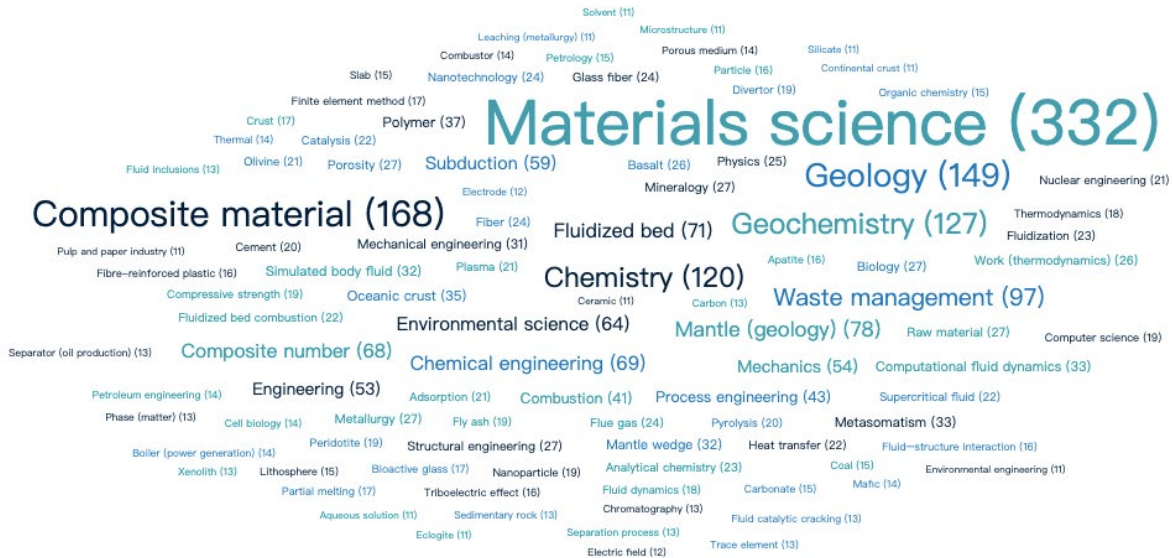 Solvent (11)
Microstructure (11)
Leaching (metallurgy) (11)
Combustor (14)
Petrology (15)
Porous medium (14)
Silicate (11)
Slab (15)
Nanotechnology (24)
Glass fiber (24)
Particle (16)
Continental crust (11)
Divertor (19)
Organic chemistry (15)
Finite element method (17)
Crust (17)
Polymer (37)
Materials science (332)
Thermal (14)
Catalysis (22)
Fluid inclusions (13)
Olivine (21)
Porosity (27)
Subduction (59)
Basalt (26)
Physics (25)
Geology (149)
Nuclear engineering (21)
Electrode (12)
Mineralogy (27)
Composite material (168)
Fiber (24)
Fluidized bed (71)
Geochemistry (127)
Thermodynamics (18)
Fluidization (23)
Pulp and paper industry (11)
Cement (20)
Mechanical engineering (31)
Fibre–reinforced plastic (16)
Simulated body fluid (32)
Plasma (21)
Chemistry (120)
Apatite (16)
Biology (27)
Work (thermodynamics) (26)
Compressive strength (19)
Oceanic crust (35)
Ceramic (11)
Carbon (13)
Waste management (97)
Fluidized bed combustion (22)
Environmental science (64)
Mantle (geology) (78)
Raw material (27)
Computer science (19)
Separator (oil production) (13)
Composite number (68)
Chemical engineering (69)
Mechanics (54)
Computational fluid dynamics (33)
Petroleum engineering (14)
Engineering (53)
Adsorption (21)
Combustion (41)
Process engineering (43)
Supercritical fluid (22)
Phase (matter) (13)
Cell biology (14)
Metallurgy (27)
Fly ash (19)
Flue gas (24)
Pyrolysis (20)
Metasomatism (33)
Boiler (power generation) (14)
Peridotite (19)
Structural engineering (27)
Mantle wedge (32)
Heat transfer (22)
Fluid–structure interaction (16)
Xenolith (13)
Lithosphere (15)
Bioactive glass (17)
Nanoparticle (19)
Analytical chemistry (23)
Coal (15)
Environmental engineering (11)
Partial melting (17)
Triboelectric effect (16)
Fluid dynamics (18)
Carbonate (15)
Mafic (14)
Aqueous solution (11)
Sedimentary rock (13)
Chromatography (13)
Fluid catalytic cracking (13)
Eclogite (11)
Separation process (13)
Electric field (12)
Trace element (13)